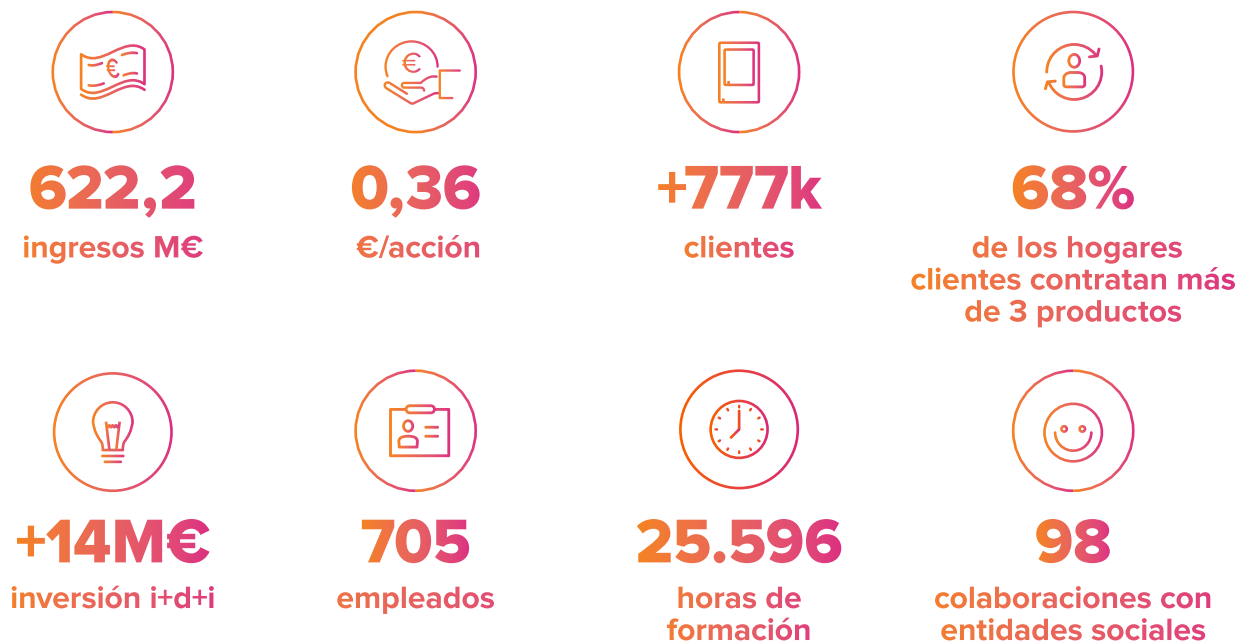 €
€
622,2
ingresos M€
0,36
€/acción
+777k
clientes
68%
de los hogares
clientes contratan más
de 3 productos
+14M€
inversión i+d+i
705
empleados
25.596
horas de
formación
98
colaboraciones con
entidades sociales